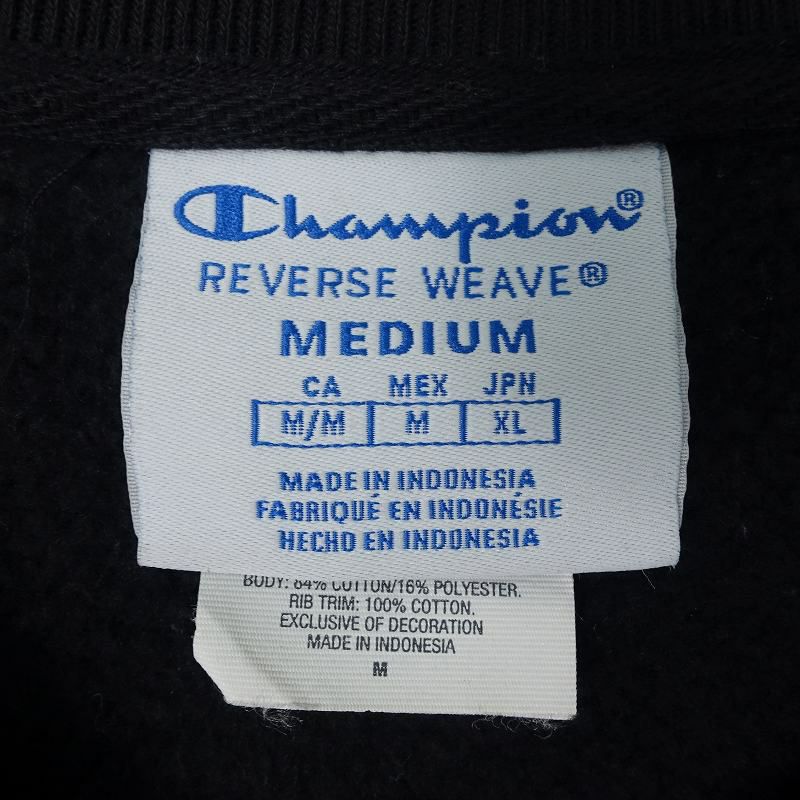 Champion®
REVERSE WEAVE®
MEDIUM
CA MEX JPN
M/M M XL
MADE IN INDONESIA
FABRIQUÉ EN INDONÉSIE
HECHO EN INDONESIA
BODY: 84% COTTON/16% POLYESTER.
RIB TRIM: 100% COTTON.
EXCLUSIVE OF DECORATION
MADE IN INDONESIA
M